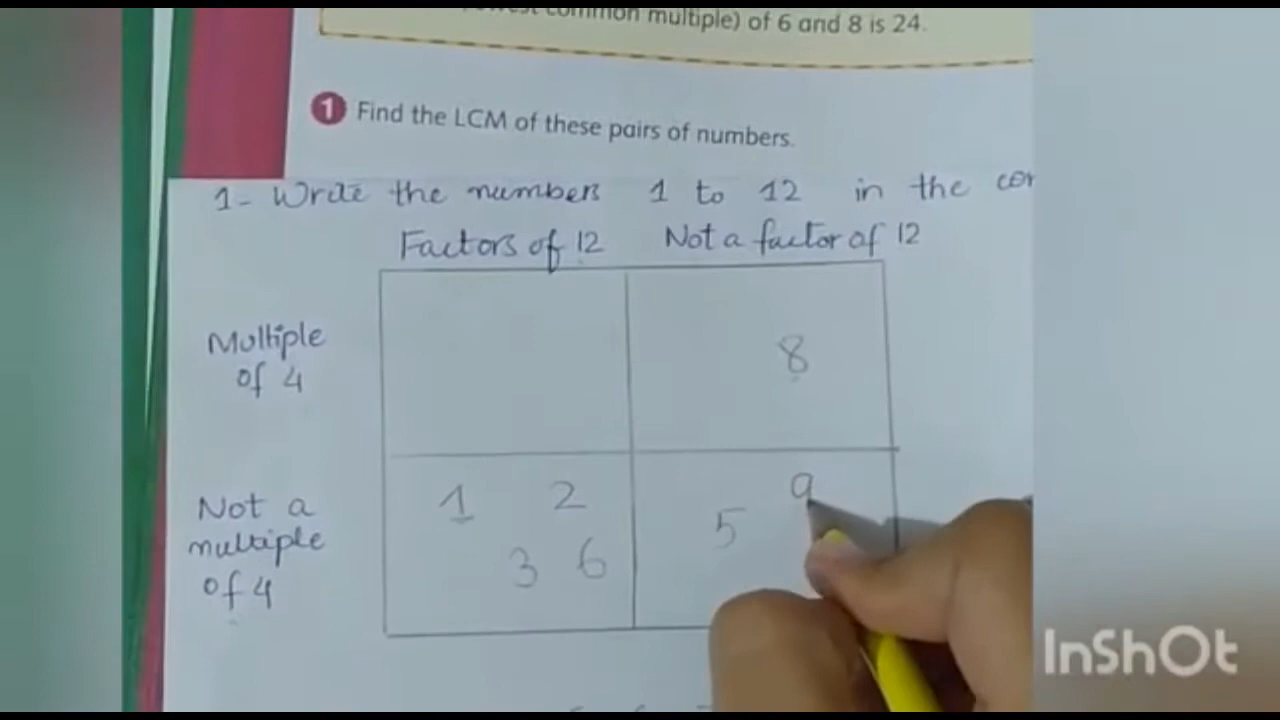 common multiple) of 6 and 8 is 24.
1 Find the LCM of these pairs of numbers.
1- Write the numbers 1 to 12 in the
Factors of 12 Not a factor of 12
Multiple
of 4
8
Not a
multiple
of 4
1 2
3 6
5 9
InShOt